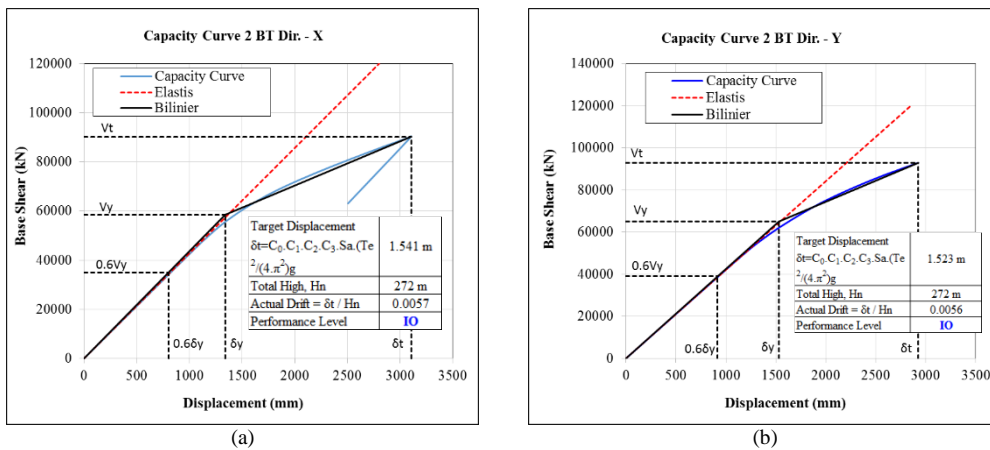 Capacity Curve 2 BT Dir. - X
120000
100000
80000
60000
40000
20000
0
Base Shear (kN)
Capacity Curve
Elastis
Bilinier
Vt
Vy
0.6Vy
0.6δy
δy
δt
Target Displacement
δt=C0.C1.C2.C3.Sa.(Te
2/(4.π2)g
1.541 m
Total High, Hn 272 m
Actual Drift = δt / Hn 0.0057
Performance Level IO
0 500 1000 1500 2000 2500 3000 3500
Displacement (mm)
(a)
Capacity Curve 2 BT Dir. - Y
140000
120000
100000
80000
60000
40000
20000
0
Base Shear (kN)
Capacity Curve
Elastis
Bilinier
Vt
Vy
0.6Vy
0.6δy
δy
δt
Target Displacement
δt=C0.C1.C2.C3.Sa.(Te
2/(4.π2)g
1.523 m
Total High, Hn 272 m
Actual Drift = δt / Hn 0.0056
Performance Level IO
0 500 1000 1500 2000 2500 3000 3500
Displacement (mm)
(b)